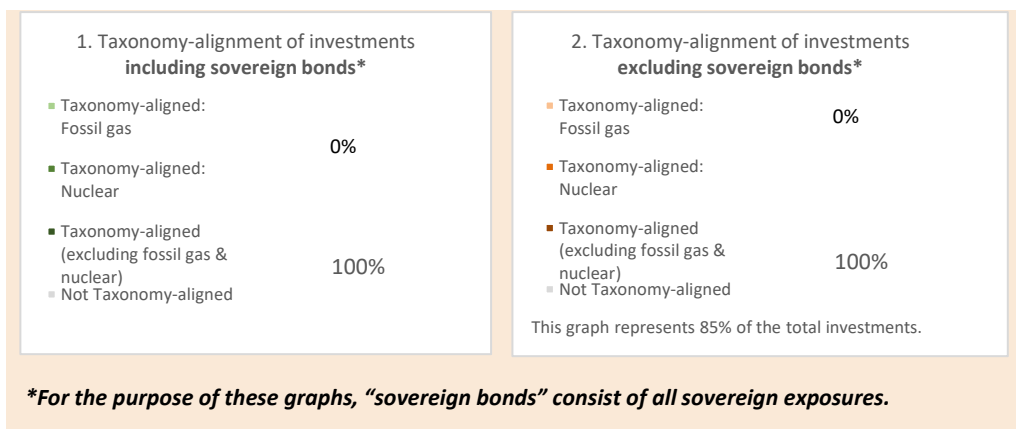 1. Taxonomy-alignment of investments
including sovereign bonds*
Taxonomy-aligned:
Fossil gas
0%
Taxonomy-aligned:
Nuclear
Taxonomy-aligned
(excluding fossil gas &
nuclear)
100%
Not Taxonomy-aligned
2. Taxonomy-alignment of investments
excluding sovereign bonds*
Taxonomy-aligned:
Fossil gas
0%
Taxonomy-aligned:
Nuclear
Taxonomy-aligned
(excluding fossil gas &
nuclear)
100%
Not Taxonomy-aligned
This graph represents 85% of the total investments.
*For the purpose of these graphs, “sovereign bonds” consist of all sovereign exposures.